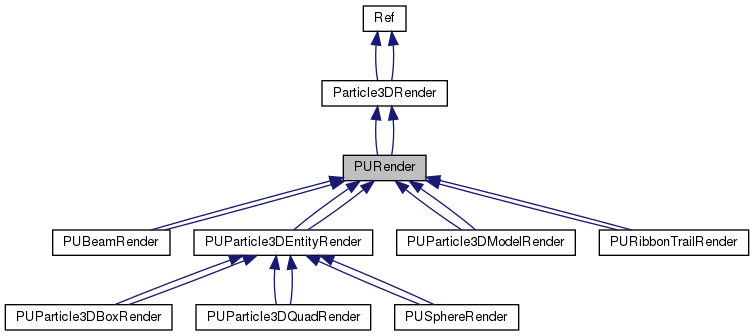 Ref
Particle3DRender
PURender
PUBeamRender
PUParticle3DEntityRender
PUParticle3DModelRender
PURibbonTrailRender
PUParticle3DBoxRender
PUParticle3DQuadRender
PUSphereRender